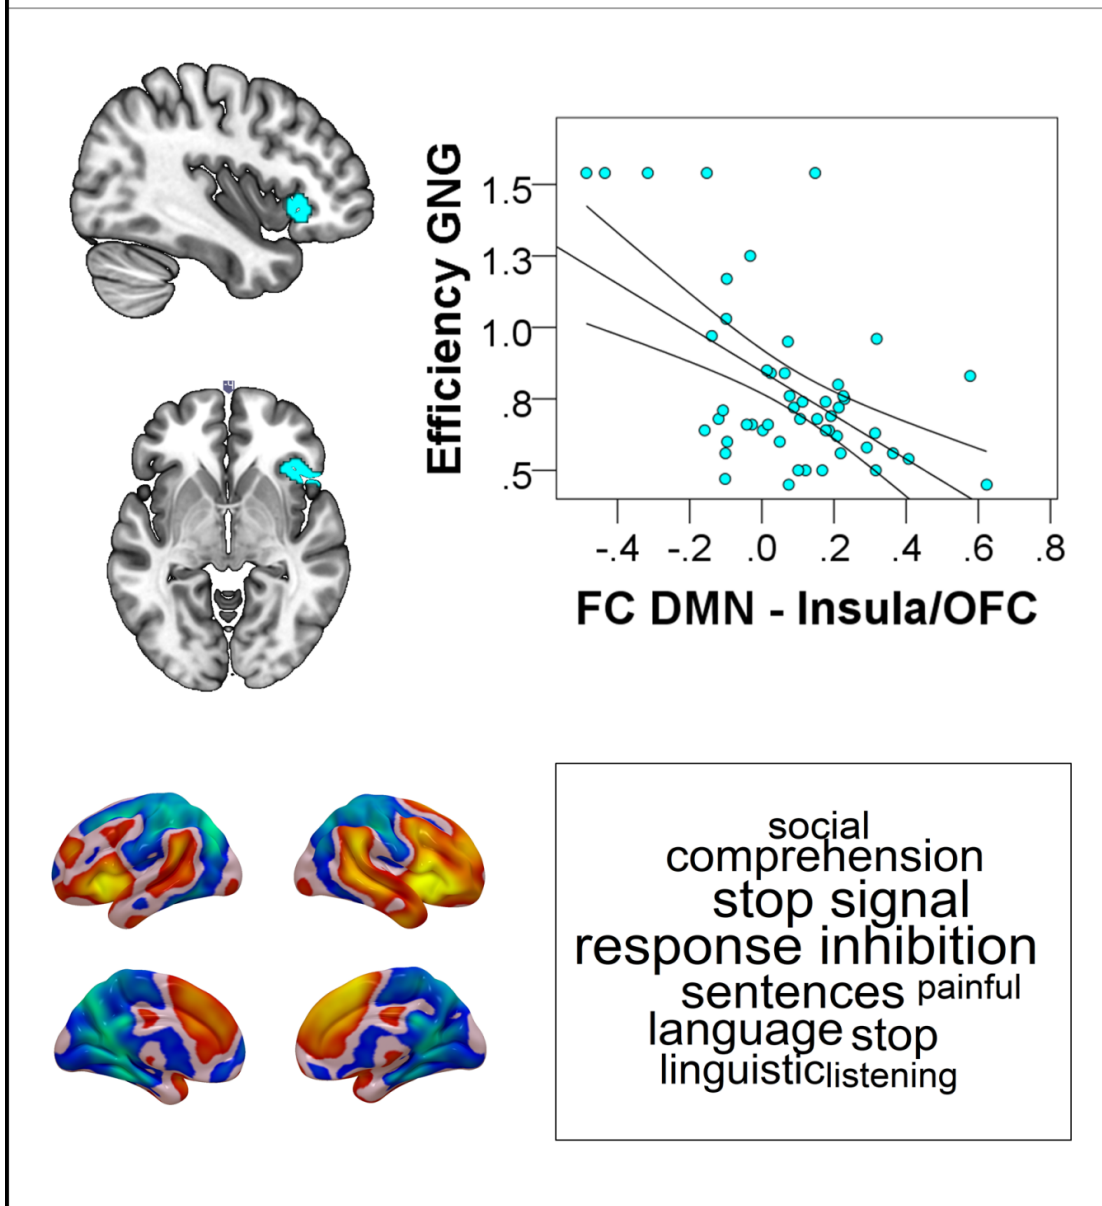 Efficiency GNG
1.5
1.3
1.0
.8
.5
-.4 -.2 .0 .2 .4 .6 .8
FC DMN - Insula/OFC
social
comprehension
stop signal
response inhibition
sentences painful
language stop
linguistic listening